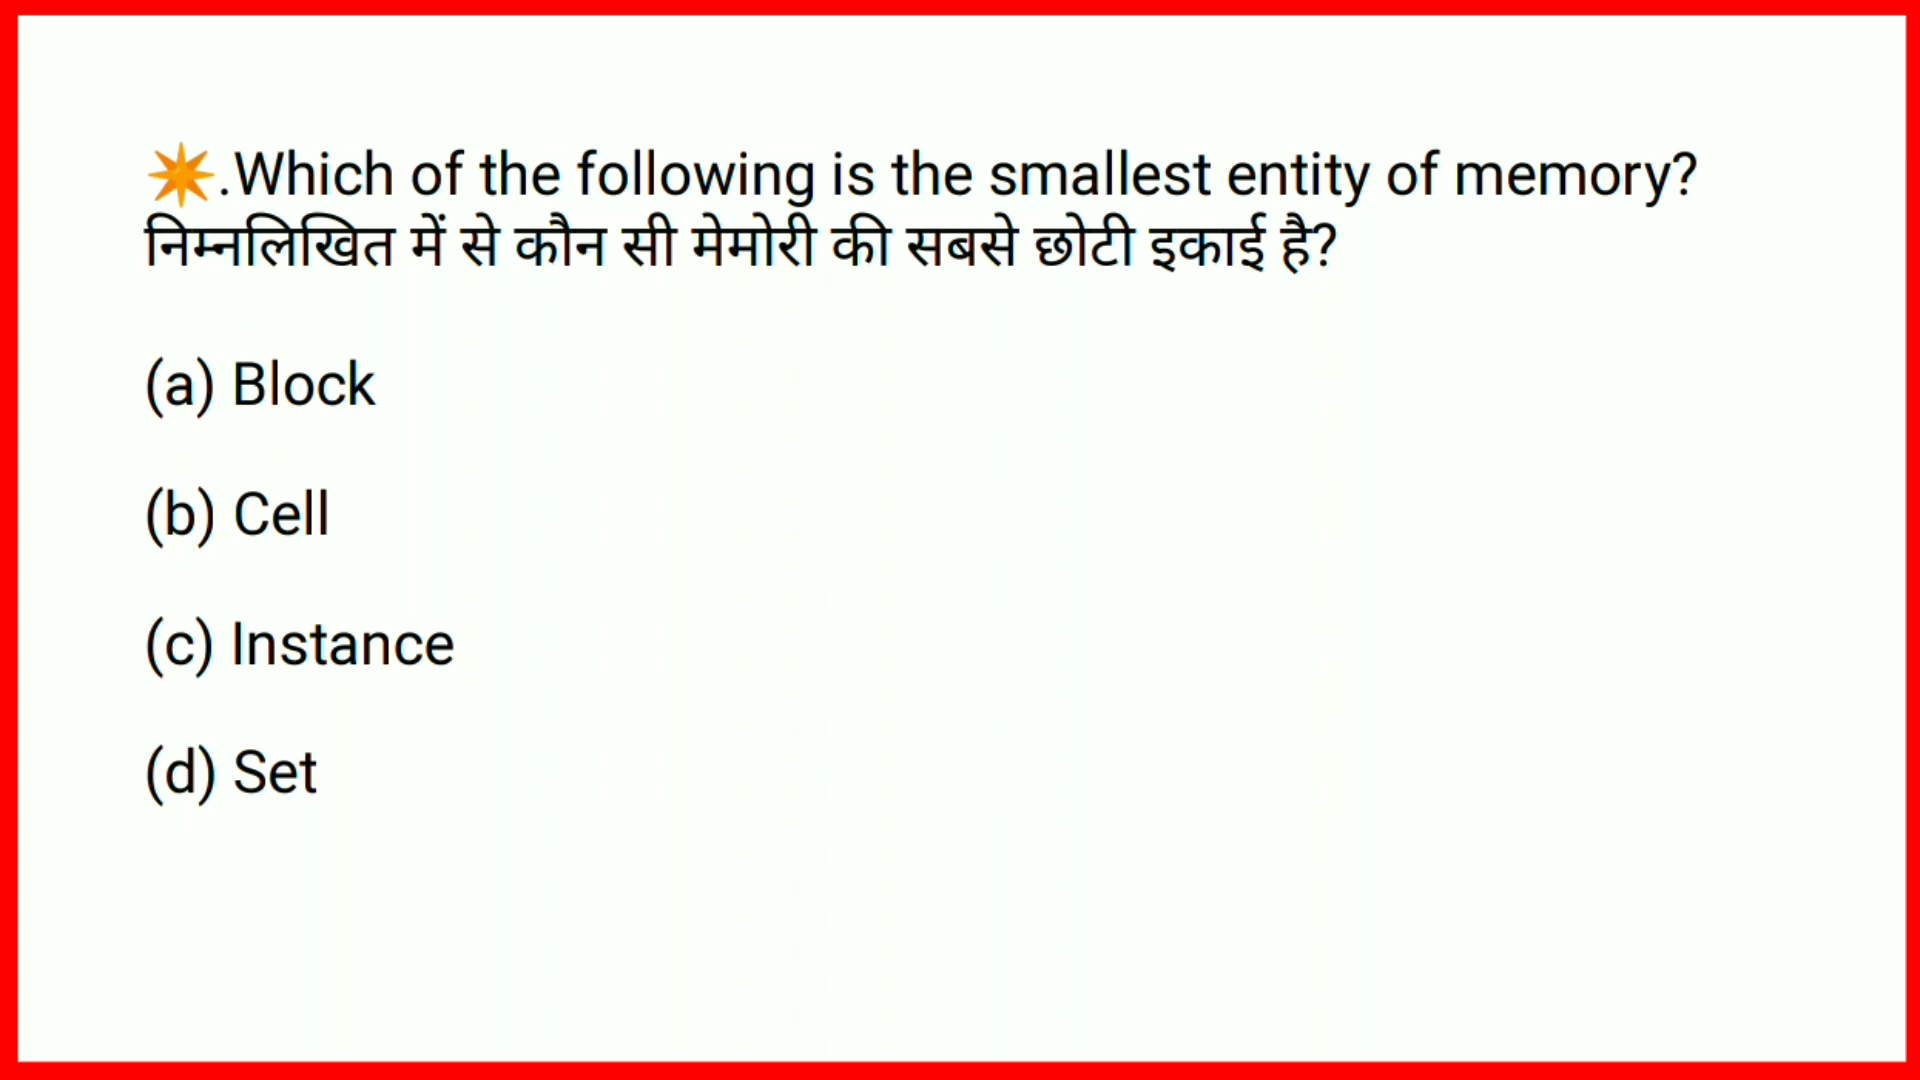 ✴️.Which of the following is the smallest entity of memory?
निम्नलिखित में से कौन सी मेमोरी की सबसे छोटी इकाई है?
(a) Block
(b) Cell
(c) Instance
(d) Set